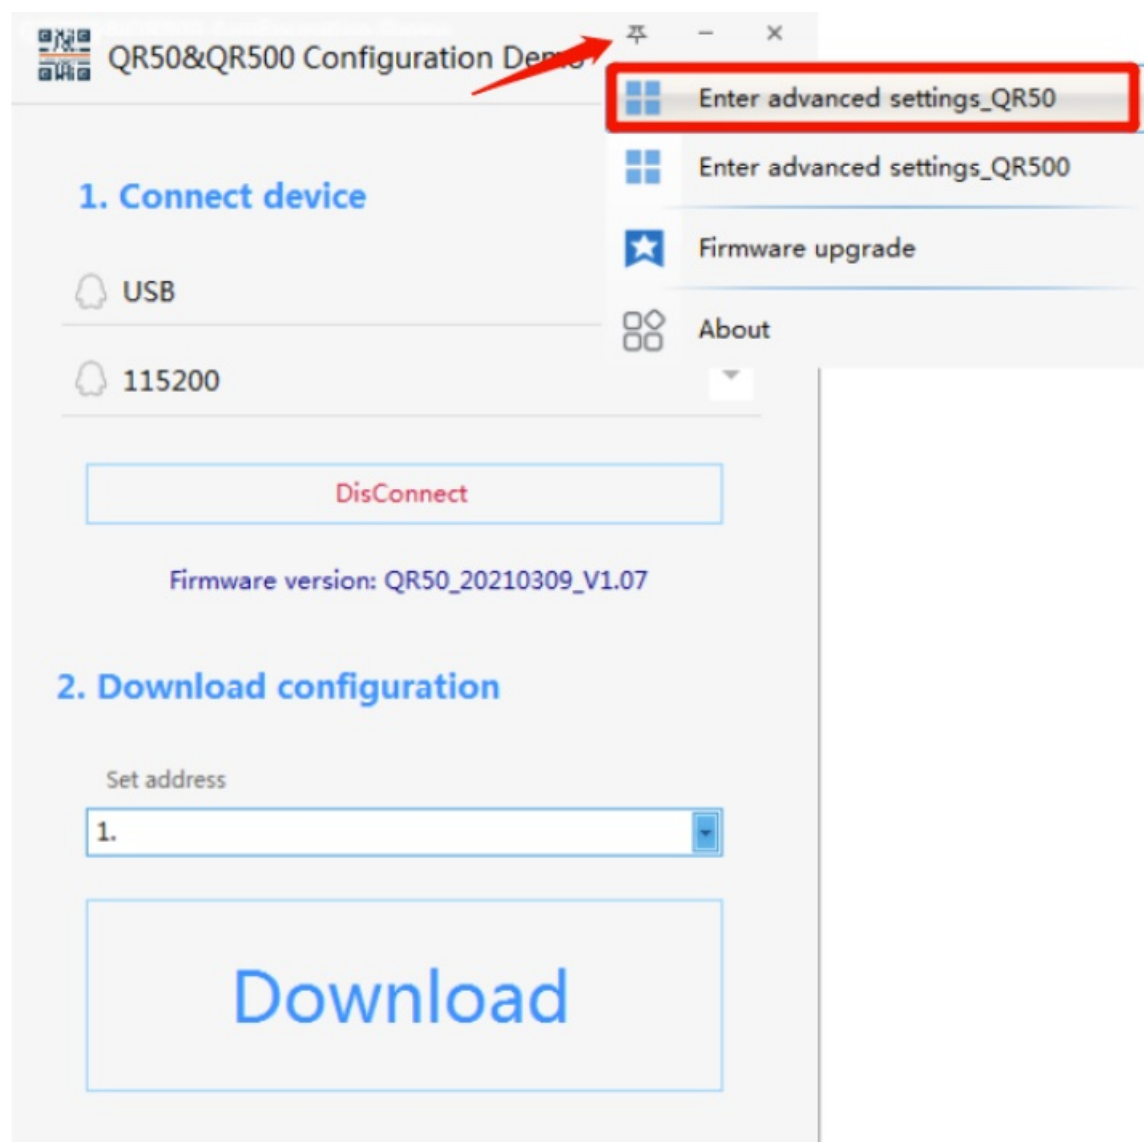 QR50&QR500 Configuration Demo
Enter advanced settings_QR50
Enter advanced settings_QR500
Firmware upgrade
About
1. Connect device
USB
115200
DisConnect
Firmware version: QR50_20210309_V1.07
2. Download configuration
Set address
1.
Download